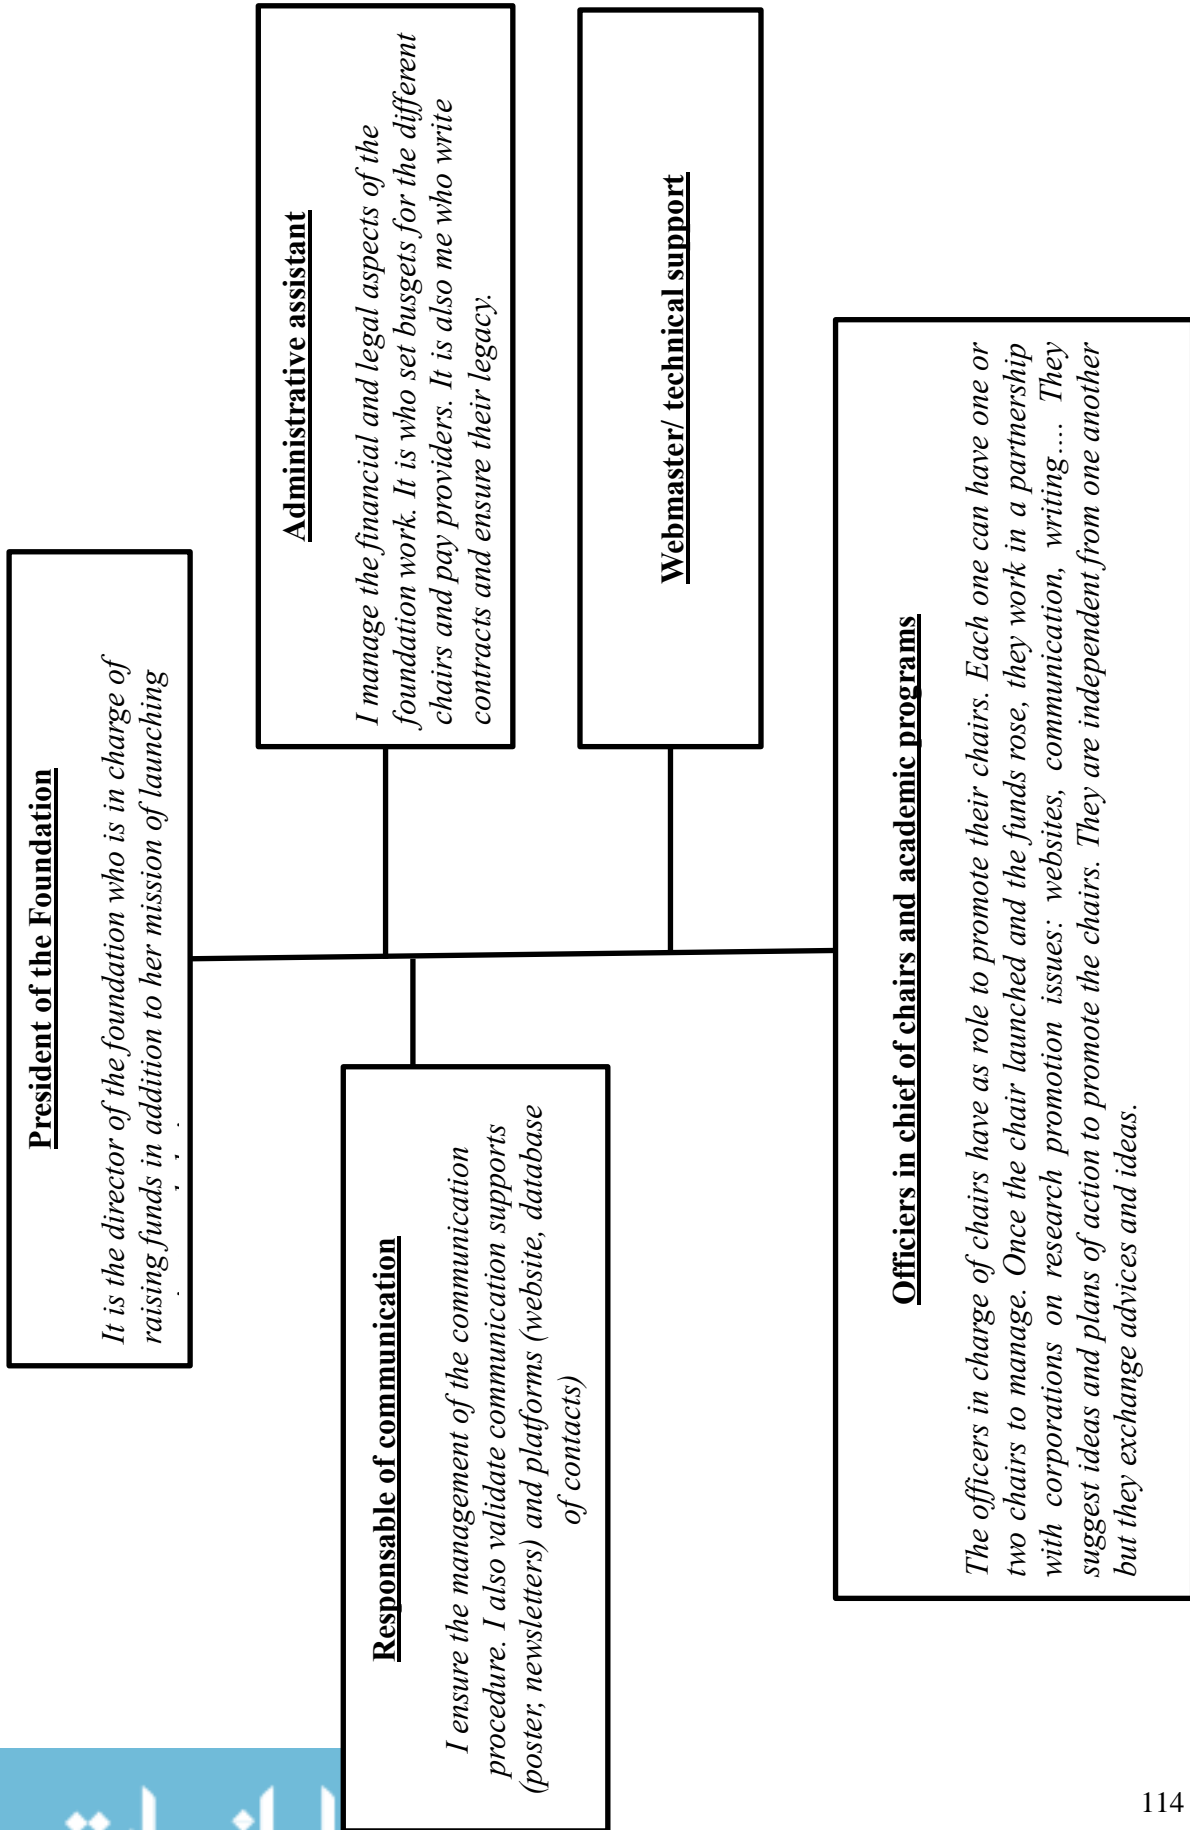 President of the Foundation
It is the director of the foundation who is in charge of
raising funds in addition to her mission of launching
Administrative assistant
I manage the financial and legal aspects of the
foundation work. It is who set busgets for the different
chairs and pay providers. It is also me who write
contracts and ensure their legacy.
Responsable of communication
I ensure the management of the communication
procedure. I also validate communication supports
(poster, newsletters) and platforms (website, database
of contacts)
Webmaster/ technical support
Officiers in chief of chairs and academic programs
The officers in charge of chairs have as role to promote their chairs. Each one can have one or
two chairs to manage. Once the chair launched and the funds rose, they work in a partnership
with corporations on research promotion issues: websites, communication, writing.... They
suggest ideas and plans of action to promote the chairs. They are independent from one another
but they exchange advices and ideas.
114